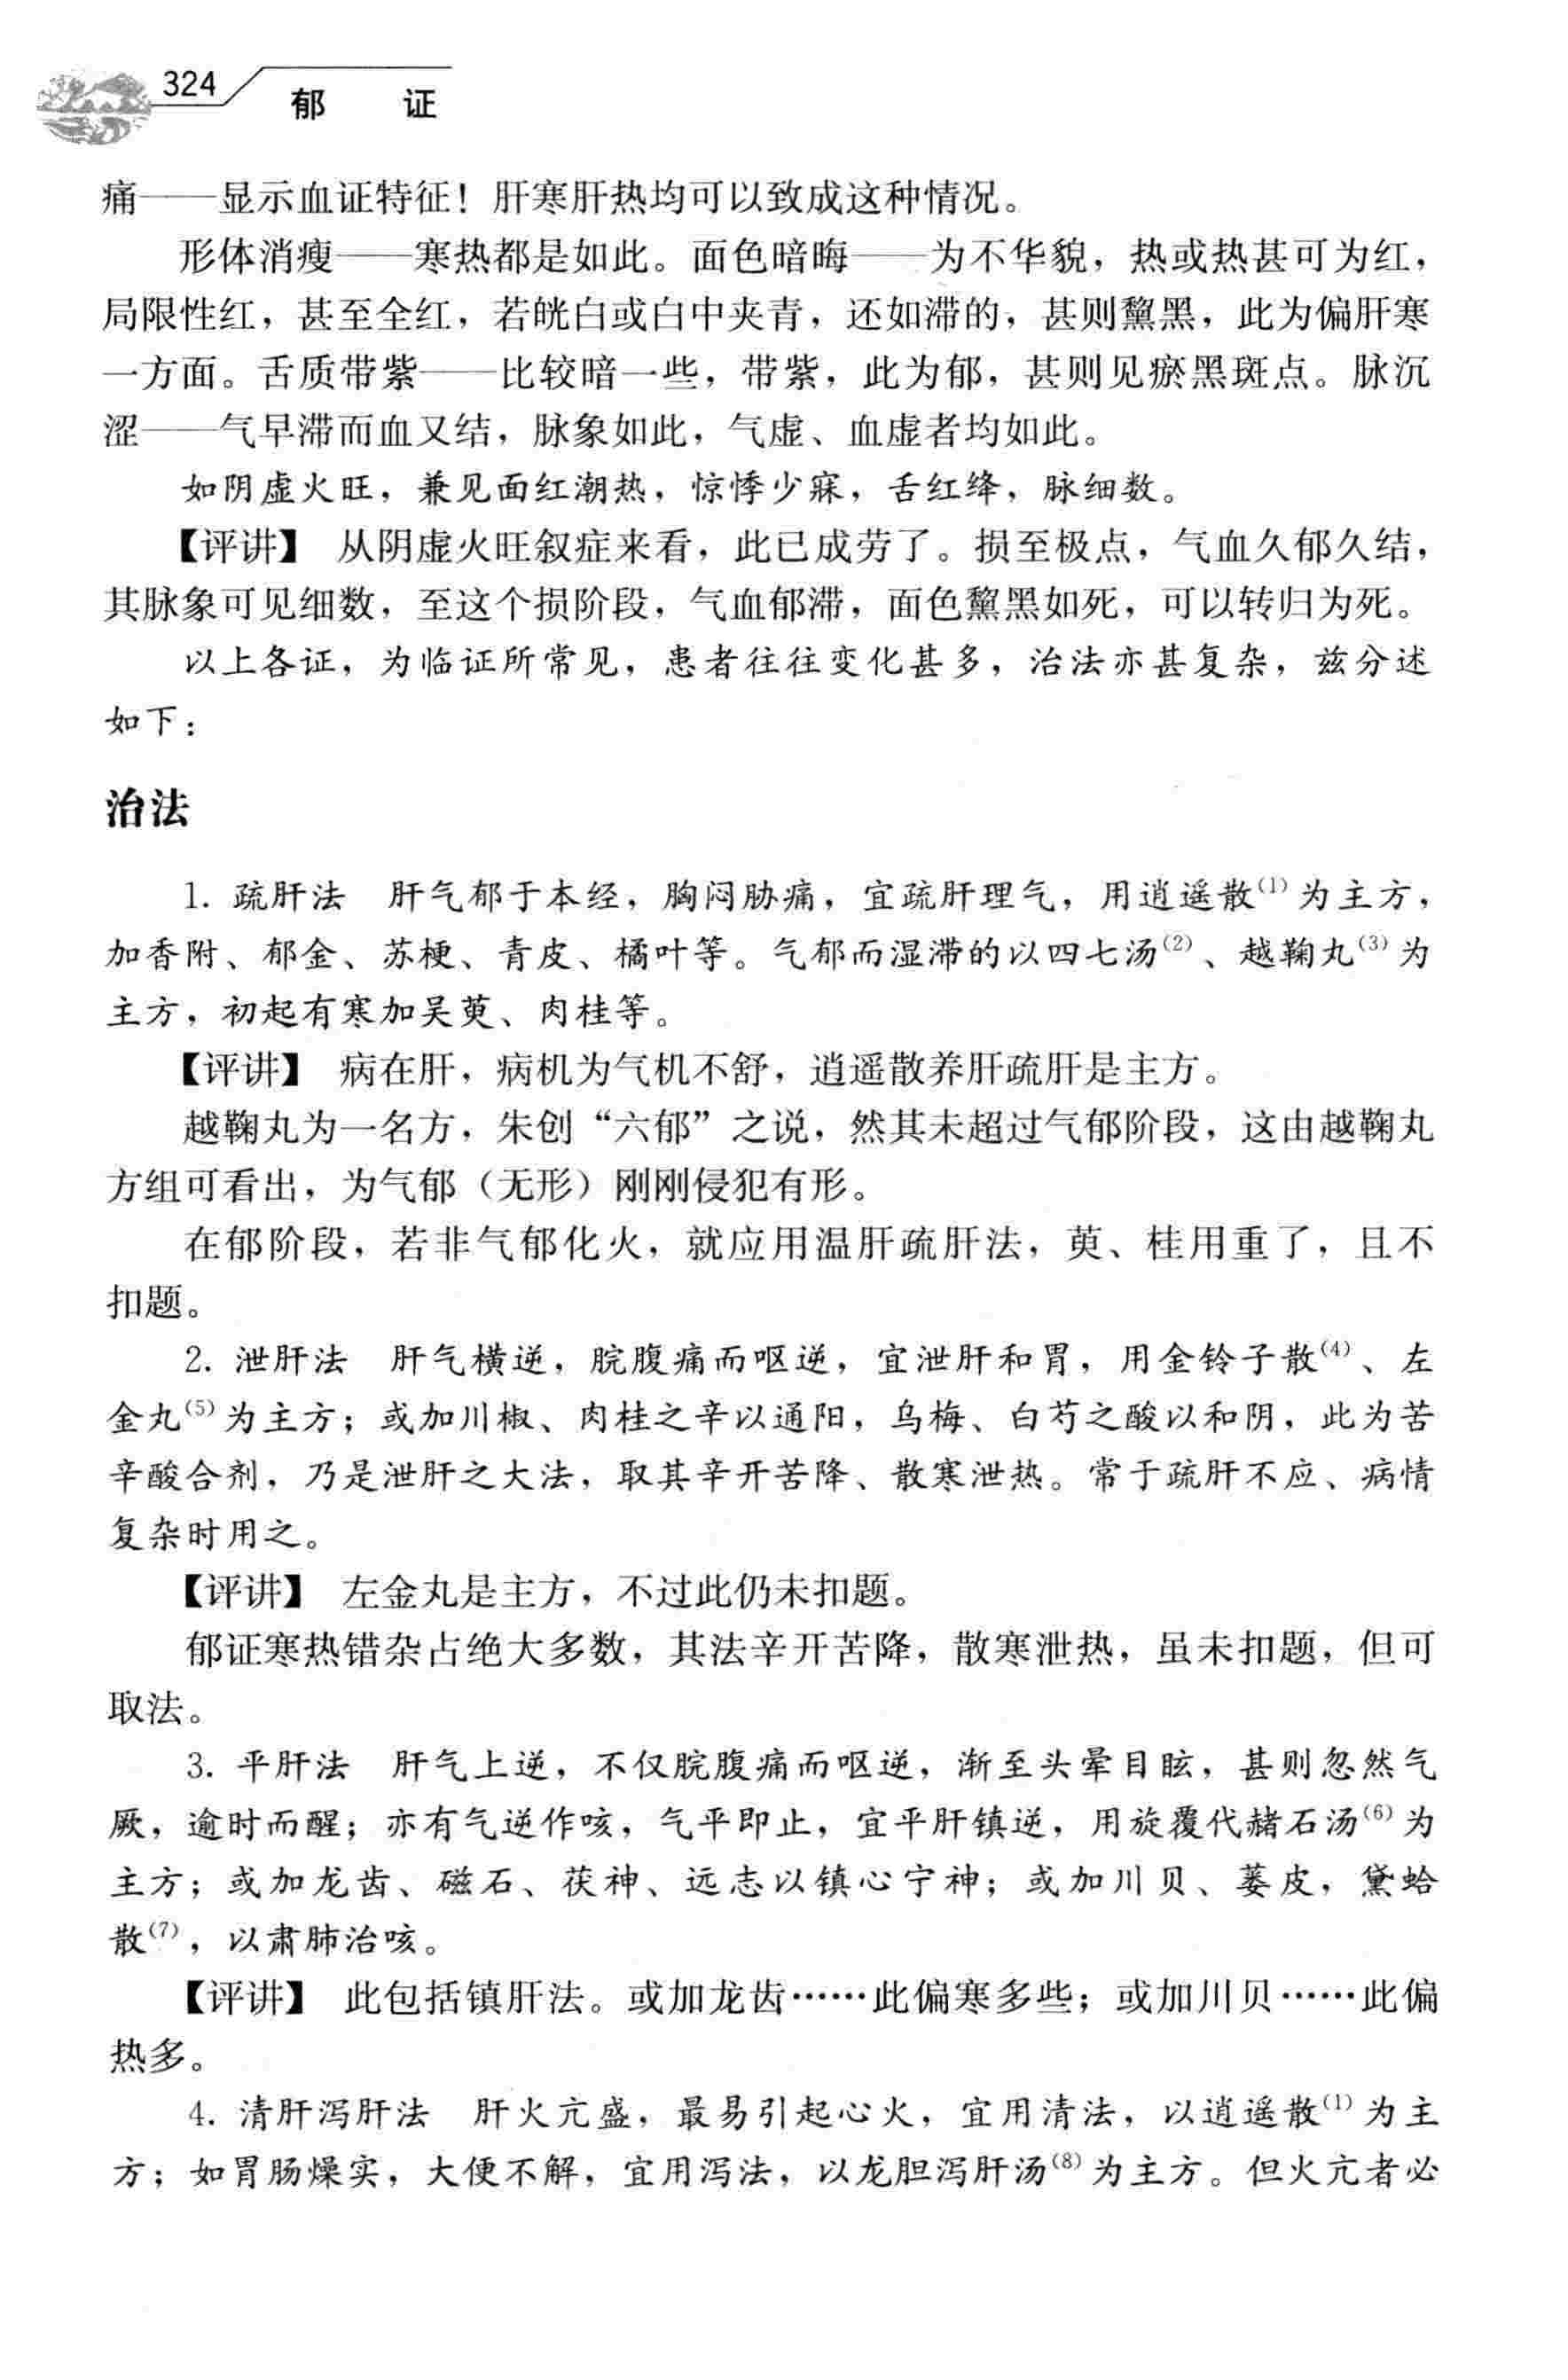 324
郁 证
痛——显示血证特征！肝寒肝热均可以致成这种情况。
形体消瘦——寒热都是如此。面色暗晦——为不华貌，热或热甚可为红，
局限性红，甚至全红，若㿠白或白中夹青，还如滞的，甚则黧黑，此为偏肝寒
一方面。舌质带紫——比较暗一些，带紫，此为郁，甚则见瘀黑斑点。脉沉
涩——气早滞而血又结，脉象如此，气虚、血虚者均如此。
如阴虚火旺，兼见面红潮热，惊悸少寐，舌红绛，脉细数。
【评讲】 从阴虚火旺叙症来看，此已成劳了。损至极点，气血久郁久结，
其脉象可见细数，至这个损阶段，气血郁滞，面色黧黑如死，可以转归为死。
以上各证，为临证所常见，患者往往变化甚多，治法亦甚复杂，兹分述
如下：
治法
1. 疏肝法 肝气郁于本经，胸闷胁痛，宜疏肝理气，用逍遥散⁽¹⁾为主方，
加香附、郁金、苏梗、青皮、橘叶等。气郁而湿滞的以四七汤⁽²⁾、越鞠丸⁽³⁾为
主方，初起有寒加吴萸、肉桂等。
【评讲】 病在肝，病机为气机不舒，逍遥散养肝疏肝是主方。
越鞠丸为一名方，朱创“六郁”之说，然其未超过气郁阶段，这由越鞠丸
方组可看出，为气郁（无形）刚刚侵犯有形。
在郁阶段，若非气郁化火，就应用温肝疏肝法，萸、桂用重了，且不
扣题。
2. 泄肝法 肝气横逆，脘腹痛而呕逆，宜泄肝和胃，用金铃子散⁽⁴⁾、左
金丸⁽⁵⁾为主方；或加川椒、肉桂之辛以通阳，乌梅、白芍之酸以和阴，此为苦
辛酸合剂，乃是泄肝之大法，取其辛开苦降、散寒泄热。常于疏肝不应、病情
复杂时用之。
【评讲】 左金丸是主方，不过此仍未扣题。
郁证寒热错杂占绝大多数，其法辛开苦降，散寒泄热，虽未扣题，但可
取法。
3. 平肝法 肝气上逆，不仅脘腹痛而呕逆，渐至头晕目眩，甚则忽然气
厥，逾时而醒；亦有气逆作咳，气平即止，宜平肝镇逆，用旋覆代赭石汤⁽⁶⁾为
主方；或加龙齿、磁石、茯神、远志以镇心宁神；或加川贝、蒌皮，黛蛤
散⁽⁷⁾，以肃肺治咳。
【评讲】 此包括镇肝法。或加龙齿……此偏寒多些；或加川贝……此偏
热多。
4. 清肝泻肝法 肝火亢盛，最易引起心火，宜用清法，以逍遥散⁽¹⁾为主
方；如胃肠燥实，大便不解，宜用泻法，以龙胆泻肝汤⁽⁸⁾为主方。但火亢者必